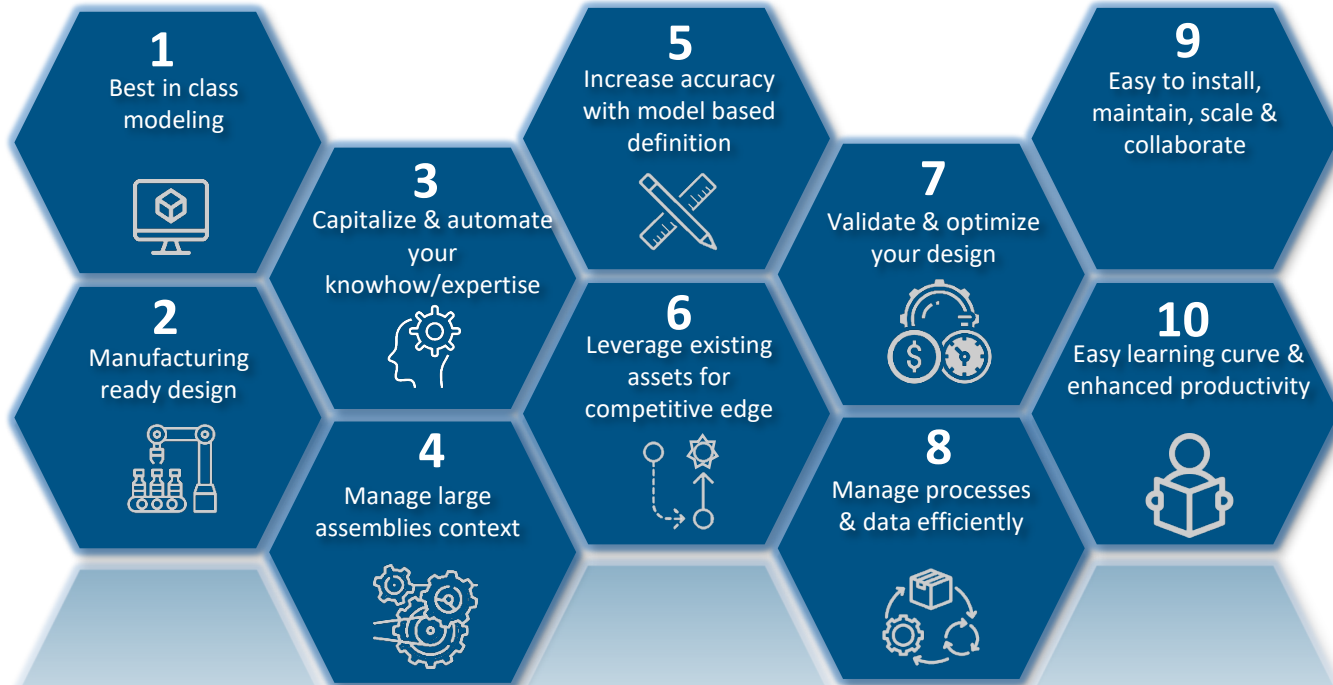 1
Best in class
modeling
2
Manufacturing
ready design
3
Capitalize & automate
your
knowhow/expertise
4
Manage large
assemblies context
5
Increase accuracy
with model based
definition
6
Leverage existing
assets for
competitive edge
7
Validate & optimize
your design
$
8
Manage processes
& data efficiently
9
Easy to install,
maintain, scale &
collaborate
10
Easy learning curve &
enhanced productivity